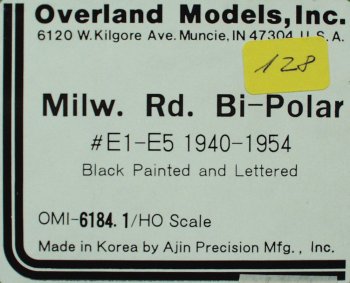 Overland Models, Inc.
6120 W. Kilgore Ave. Muncie, IN 47304 U.S.A.
128
Milw. Rd. Bi-Polar
#E1-E5 1940-1954
Black Painted and Lettered
OMI-6184.1/HO Scale
Made in Korea by Ajin Precision Mfg., Inc.